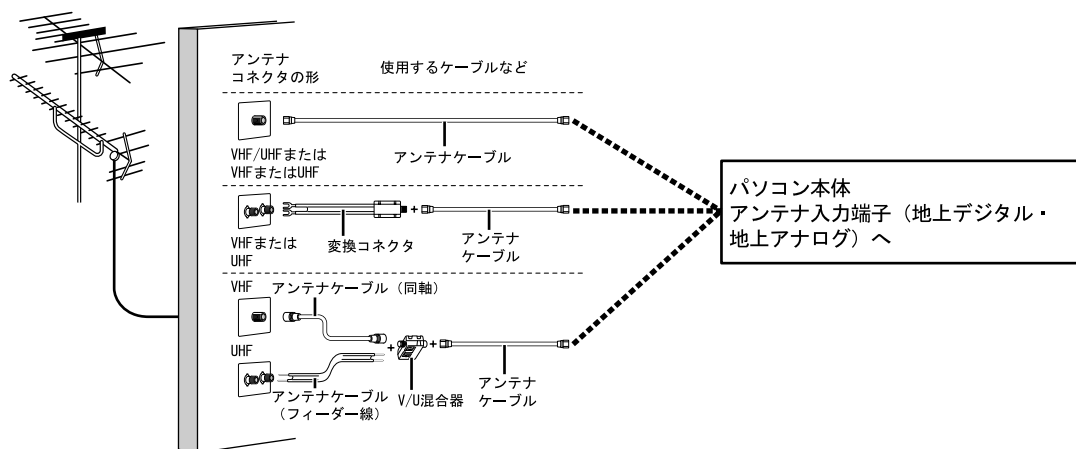 アンテナ
コネクタの形
使用するケーブルなど
VHF/UHFまたは
VHFまたはUHF
アンテナケーブル
VHFまたは
UHF
変換コネクタ
+
アンテナ
ケーブル
VHF
アンテナケーブル（同軸）
UHF
アンテナケーブル
（フィーダー線）
+
V/U混合器
+
アンテナ
ケーブル
パソコン本体
アンテナ入力端子（地上デジタル・
地上アナログ）へ